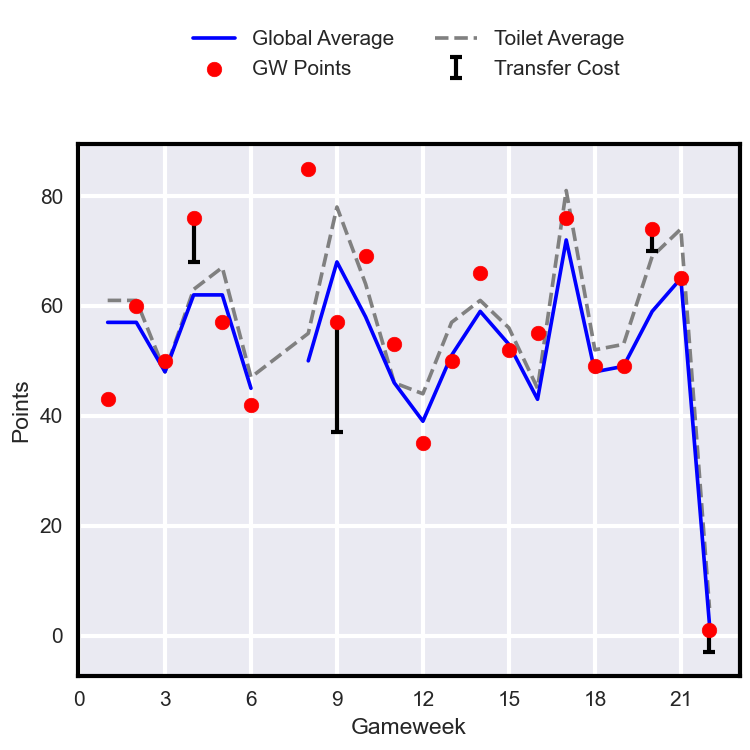 Global Average
GW Points
Toilet Average
Transfer Cost
Points
80
60
40
20
0
0 3 6 9 12 15 18 21
Gameweek